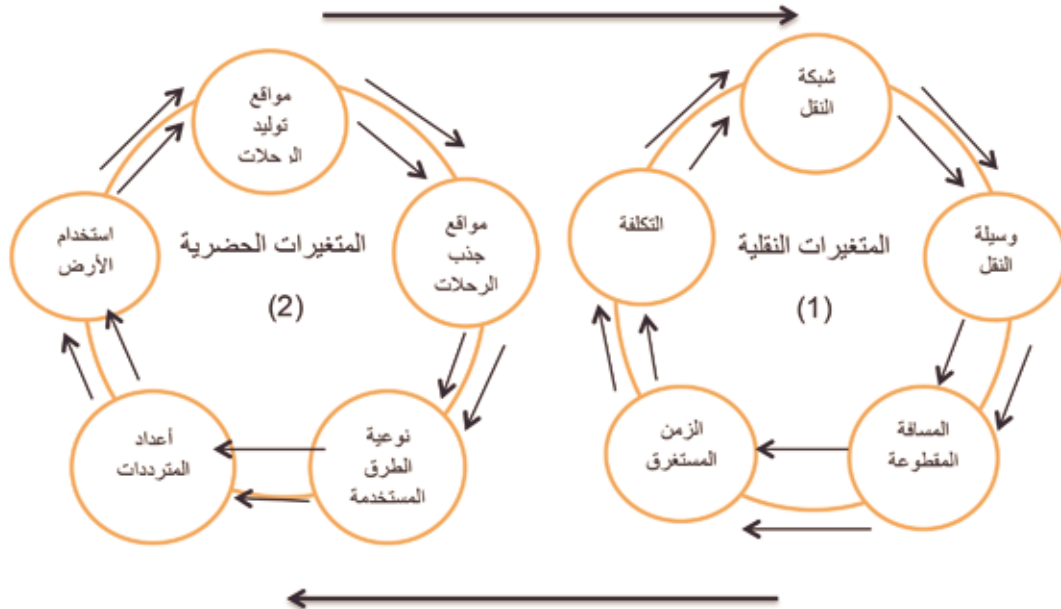 شبكة
النقل
وسيلة
النقل
المسافة
المقطوعة
الزمن
المستغرق
التكلفة
المتغيرات النقلية
(1)
مواقع
توليد
الرحلات
مواقع
جذب
الرحلات
نوعية
الطرق
المستخدمة
أعداد
المترددات
استخدام
الأرض
المتغيرات الحضرية
(2)